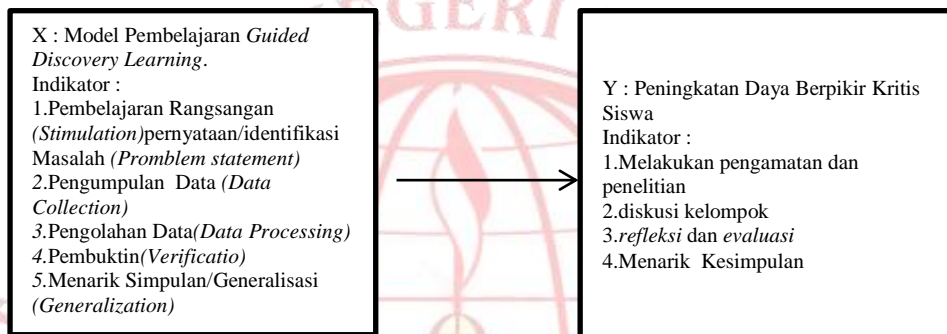 EGERI
X : Model Pembelajaran Guided
Discovery Learning.
Indikator :
1.Pembelajaran Rangsangan
(Stimulation)pernyataan/identifikasi
Masalah (Promblem statement)
2.Pengumpulan Data (Data
Collection)
3.Pengolahan Data(Data Processing)
4.Pembuktin(Verificatio)
5.Menarik Simpulan/Generalisasi
(Generalization)
Y : Peningkatan Daya Berpikir Kritis
Siswa
Indikator :
1.Melakukan pengamatan dan
penelitian
2.diskusi kelompok
3.refleksi dan evaluasi
4.Menarik Kesimpulan